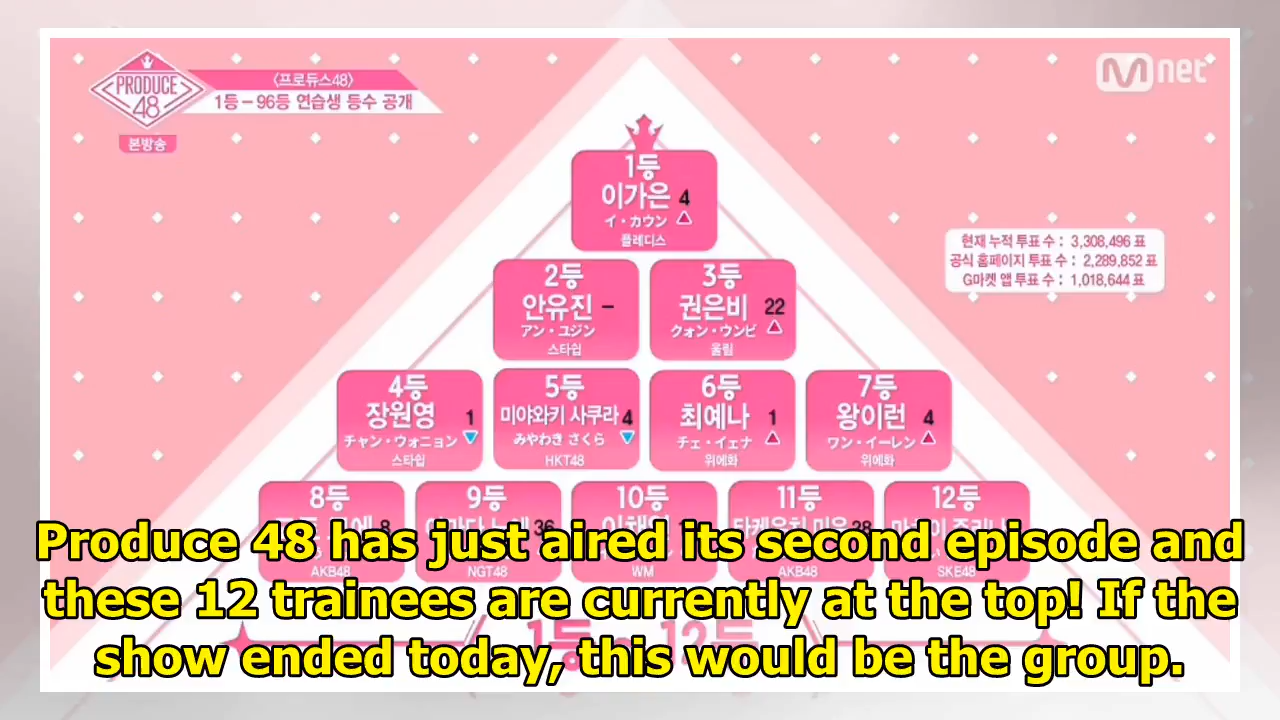 PRODUCE
48
〈프로듀스48〉
1등 – 96등 연습생 등수 공개
본방송
Mnet
1등
이가은 4
イ・カウン △
플레디스
2등
안유진 –
アン・ユジン
스타쉽
3등
권은비 22
クォン・ウンビ △
울림
현재 누적 투표 수 : 3,308,496 표
공식 홈페이지 투표 수 : 2,289,852 표
G마켓 앱 투표 수 : 1,018,644 표
4등
장원영 1
チャン・ウォニョン ▽
스타쉽
5등
미야와키 사쿠라 4
みやわき さくら ▽
HKT48
6등
최예나 1
チェ・イェナ △
위에화
7등
왕이런 4
ワン・イーレン △
위에화
8등
8
AKB48
9등
36
NGT48
10등
WM
11등
28
AKB48
12등
SKE48
Produce 48 has just aired its second episode and
these 12 trainees are currently at the top! If the
show ended today, this would be the group.
1등 – 12등